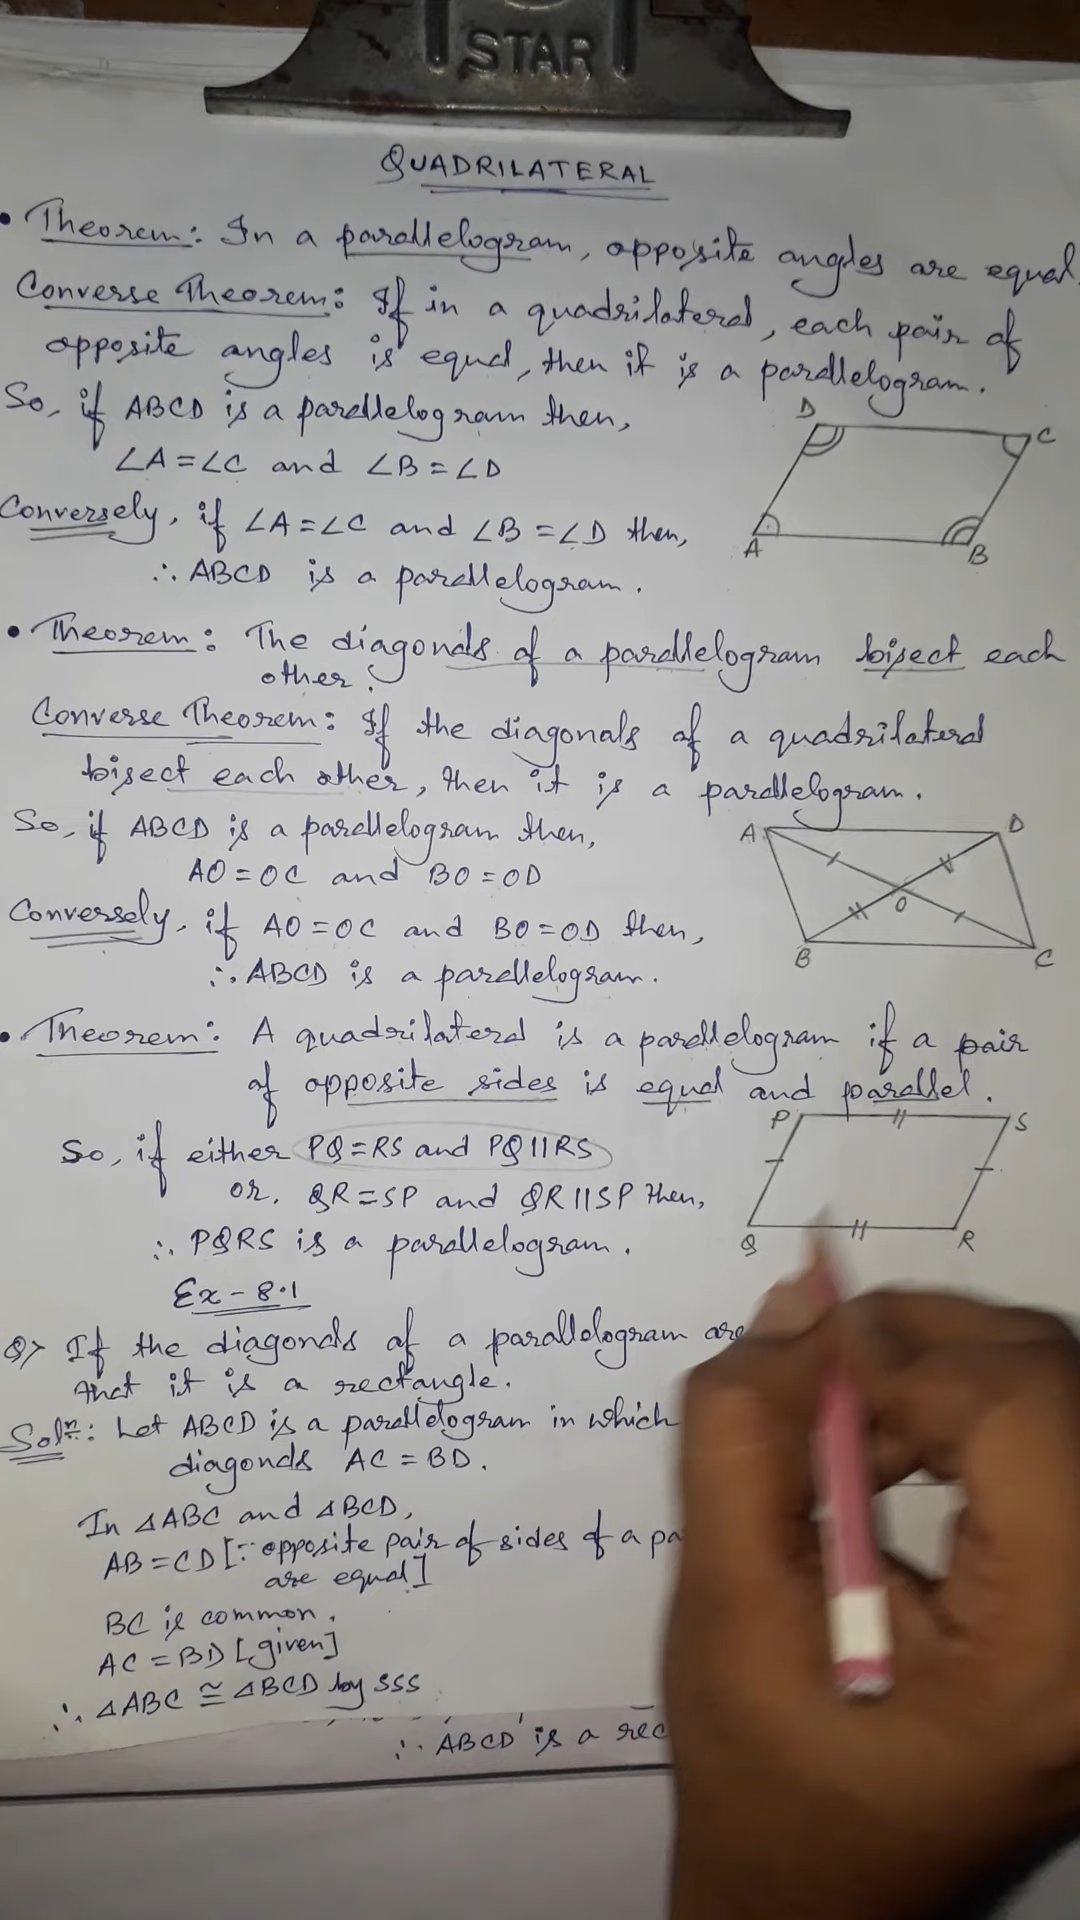 STAR
QUADRILATERAL
• Theorem: In a parallelogram, opposite angles are equal.
Converse Theorem: If in a quadrilateral, each pair of
opposite angles is equal, then it is a parallelogram.
So, if ABCD is a parallelogram then,
∠A=∠C and ∠B=∠D
Conversely, if ∠A=∠C and ∠B=∠D then,
∴ ABCD is a parallelogram.
D
C
A
B
• Theorem: The diagonals of a parallelogram bisect each
other.
Converse Theorem: If the diagonals of a quadrilateral
bisect each other, then it is a parallelogram.
So, if ABCD is a parallelogram then,
AO=OC and BO=OD
Conversely, if AO=OC and BO=OD then,
∴ ABCD is a parallelogram.
A
D
O
B
C
• Theorem: A quadrilateral is a parallelogram if a pair
of opposite sides is equal and parallel.
So, if either PQ=RS and PQ||RS
or, QR=SP and QR||SP then,
∴ PQRS is a parallelogram.
P
S
Q
R
Ex-8.1
Q> If the diagonals of a parallelogram are
that it is a rectangle.
Solⁿ: Let ABCD is a parallelogram in which
diagonals AC = BD.
In △ABC and △BCD,
AB=CD [∵ opposite pair of sides of a pa
are equal]
BC is common.
AC=BD [given]
∴ △ABC ≅ △BCD by SSS
∴ ABCD is a rec